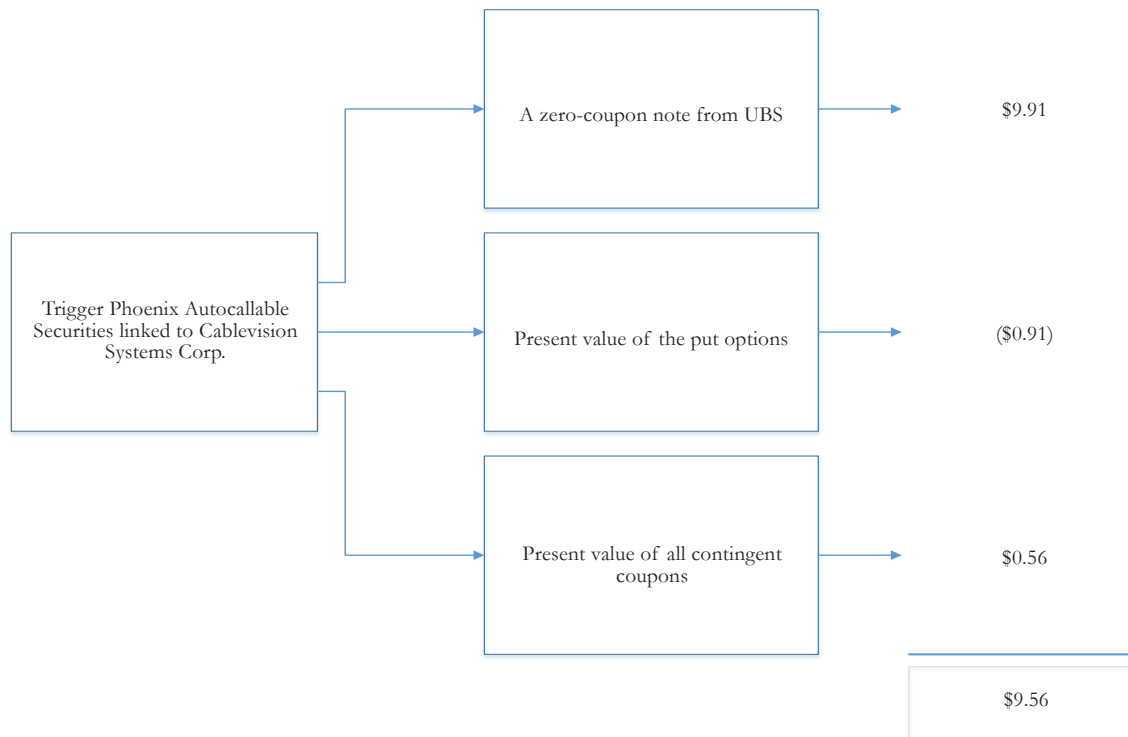 A zero-coupon note from UBS
$9.91
Trigger Phoenix Autocallable
Securities linked to Cablevision
Systems Corp.
Present value of the put options
($0.91)
Present value of all contingent
coupons
$0.56
$9.56